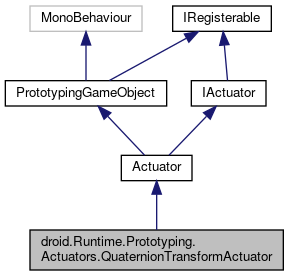 MonoBehaviour
IRegisterable
PrototypingGameObject
IActuator
Actuator
droid.Runtime.Prototyping.
Actuators.QuaternionTransformActuator